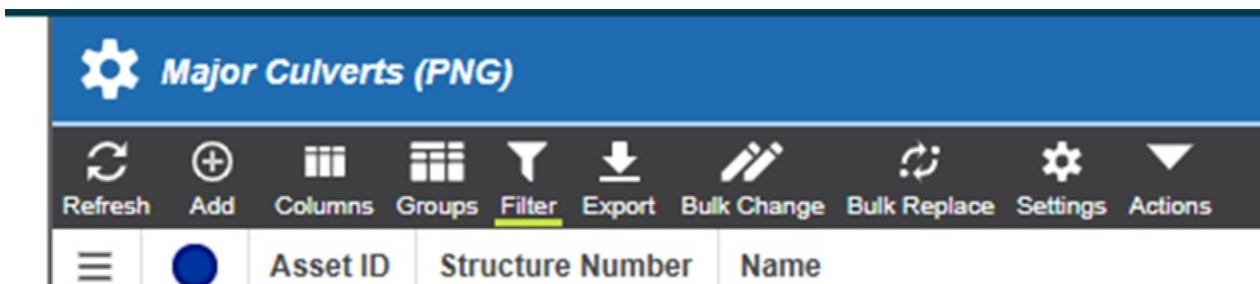 Major Culverts (PNG)
Refresh Add Columns Groups Filter Export Bulk Change Bulk Replace Settings Actions
Asset ID Structure Number Name